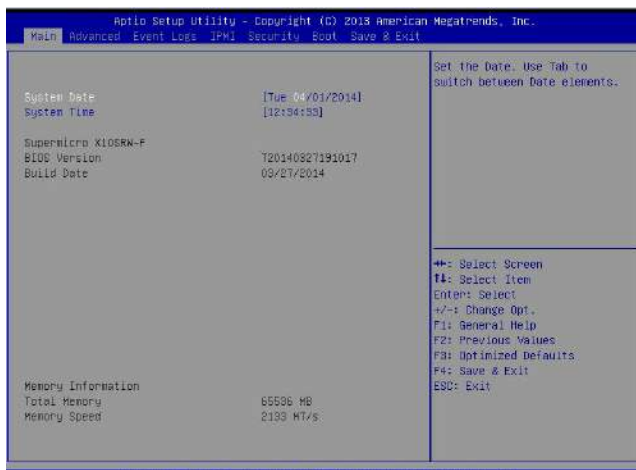 Aptio Setup Utility - Copyright (C) 2013 American Megatrends, Inc.
Main Advanced Event Logs IPMI Security Boot Save & Exit
System Date [Tue 04/01/2014]
System Time [12:34:33]
Supermicro X10SRW-F
BIOS Version T20140327191017
Build Date 03/27/2014
Memory Information
Total Memory 65536 MB
Memory Speed 2133 MT/s
Set the Date. Use Tab to
switch between Date elements.
→←: Select Screen
↑↓: Select Item
Enter: Select
+/-: Change Opt.
F1: General Help
F2: Previous Values
F3: Optimized Defaults
F4: Save & Exit
ESC: Exit